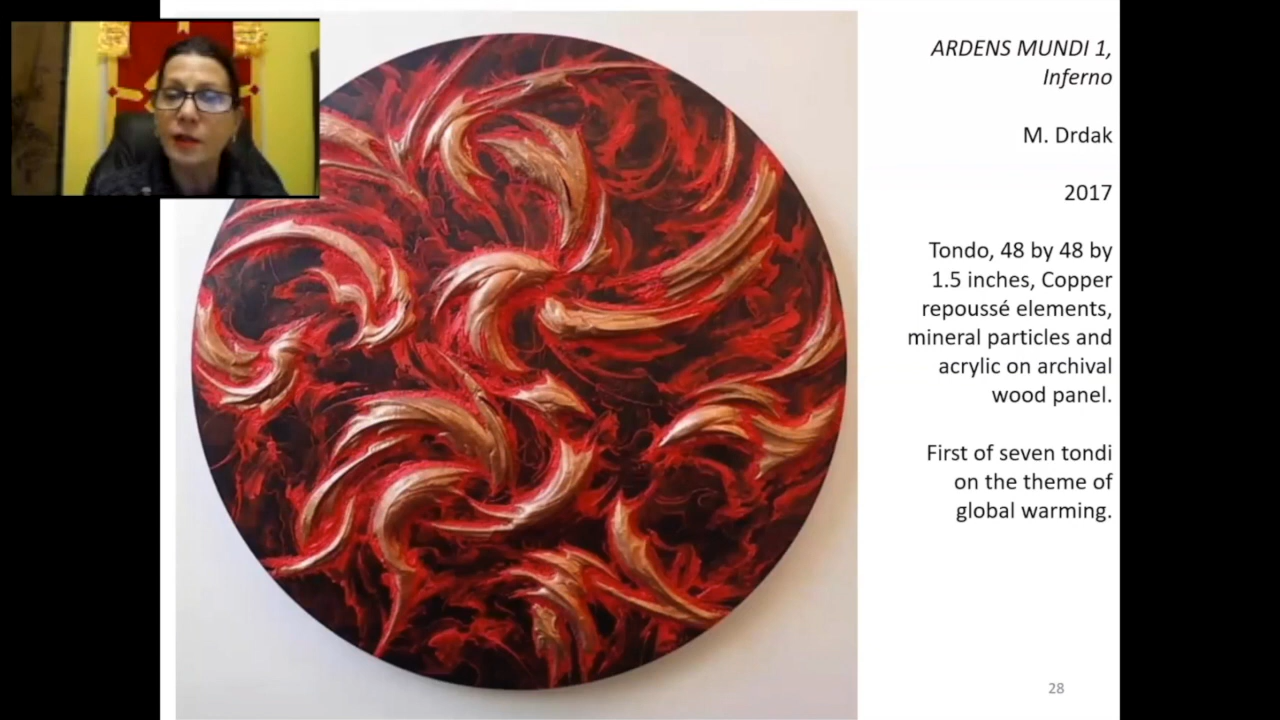 ARDENS MUNDI 1,
Inferno
M. Drdak
2017
Tondo, 48 by 48 by
1.5 inches, Copper
repoussé elements,
mineral particles and
acrylic on archival
wood panel.
First of seven tondi
on the theme of
global warming.
28